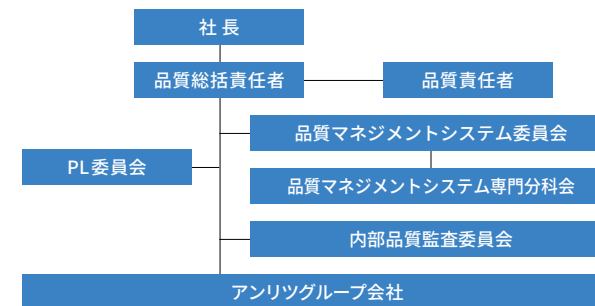 社 長
品質総括責任者
品質責任者
品質マネジメントシステム委員会
PL委員会
品質マネジメントシステム専門分科会
内部品質監査委員会
アンリツグループ会社